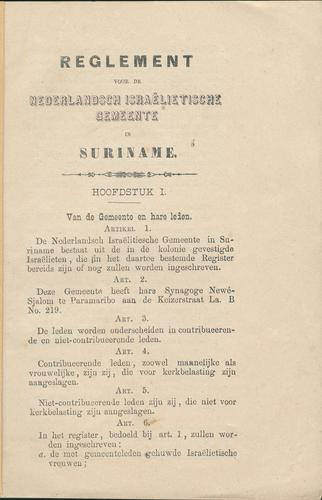 REGLEMENT
VOOR DE
NEDERLANDSCH ISRAËLIETISCHE
GEMEENTE
IN
SURINAME.
HOOFDSTUK I.
Van de Gemeente en hare leden.
ARTIKEL 1.
De Nederlandsch Israëlitiesche Gemeente in Su-
riname bestaat uit de in de kolonie gevestigde
Israëlieten, die in het daartoe bestemde Register
bereids zijn of nog zullen worden ingeschreven.
ART. 2.
Deze Gemeente heeft hare Synagoge Newé-
Sjalom te Paramaribo aan de Keizerstraat La. B
No. 219.
ART. 3.
De leden worden onderscheiden in contribueeren-
de en niet-contribueerende leden.
ART. 4.
Contribueerende leden, zoowel mannelijke als
vrouwelijke, zijn zij, die voor kerkbelasting zijn
aangeslagen.
ART. 5.
Niet-contribueerende leden zijn zij, die niet voor
kerkbelasting zijn aangeslagen.
ART. 6.
In het register, bedoeld bij art. 1, zullen wor-
den ingeschreven:
a. de met gemeenteleden gehuwde Israëlietische
vrouwen;